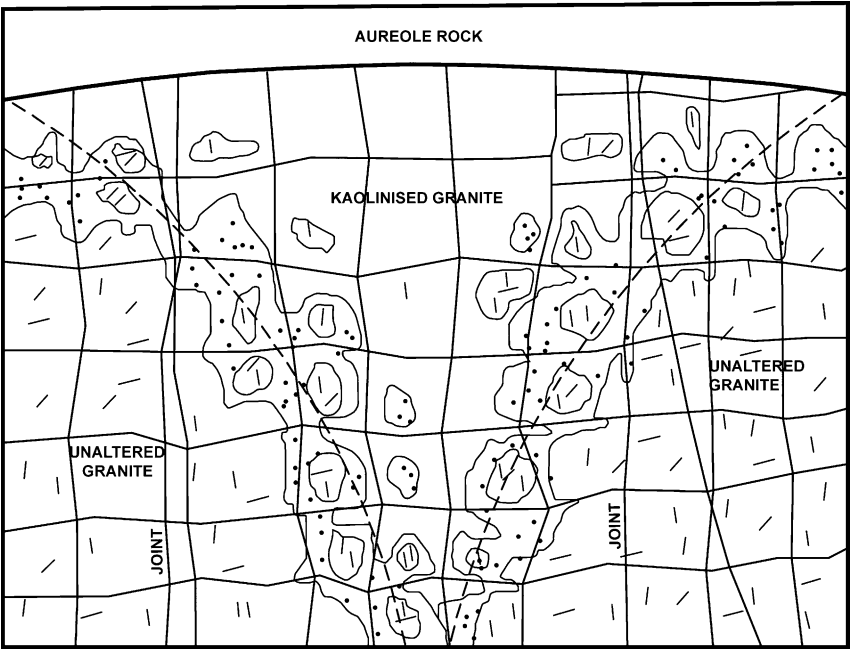 AUREOLE ROCK
KAOLINISED GRANITE
UNALTERED
GRANITE
UNALTERED
GRANITE
JOINT
JOINT